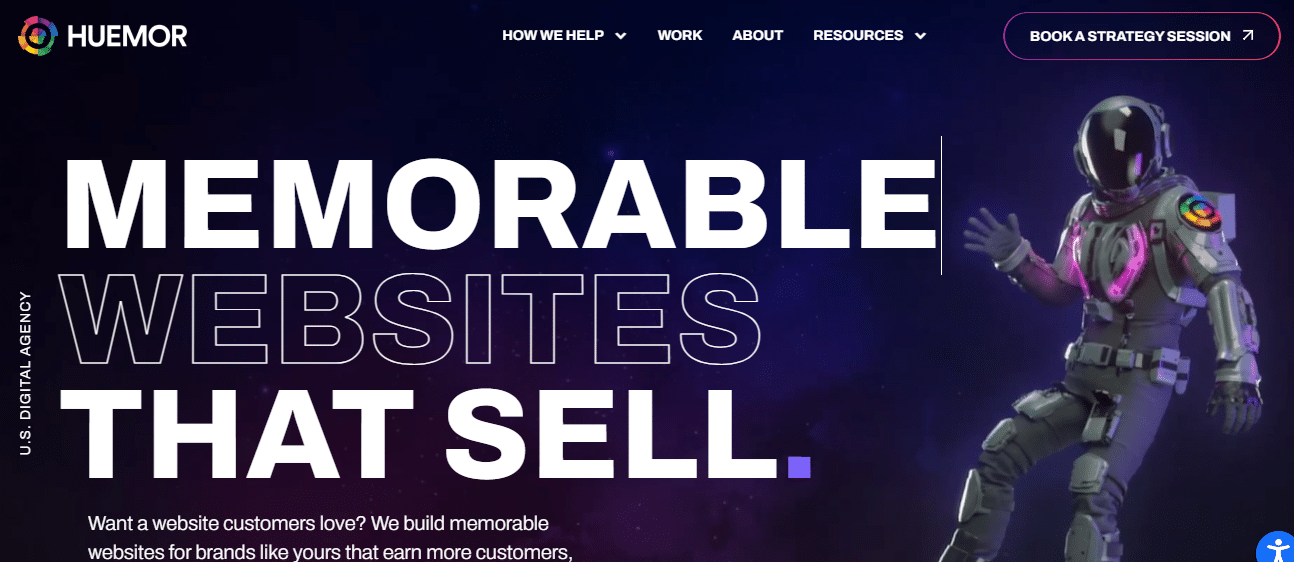 HUEMOR
HOW WE HELP
WORK
ABOUT
RESOURCES
BOOK A STRATEGY SESSION
MEMORABLE
WEBSITES
THAT SELL.
U.S. DIGITAL AGENCY
Want a website customers love? We build memorable
websites for brands like yours that earn more customers,